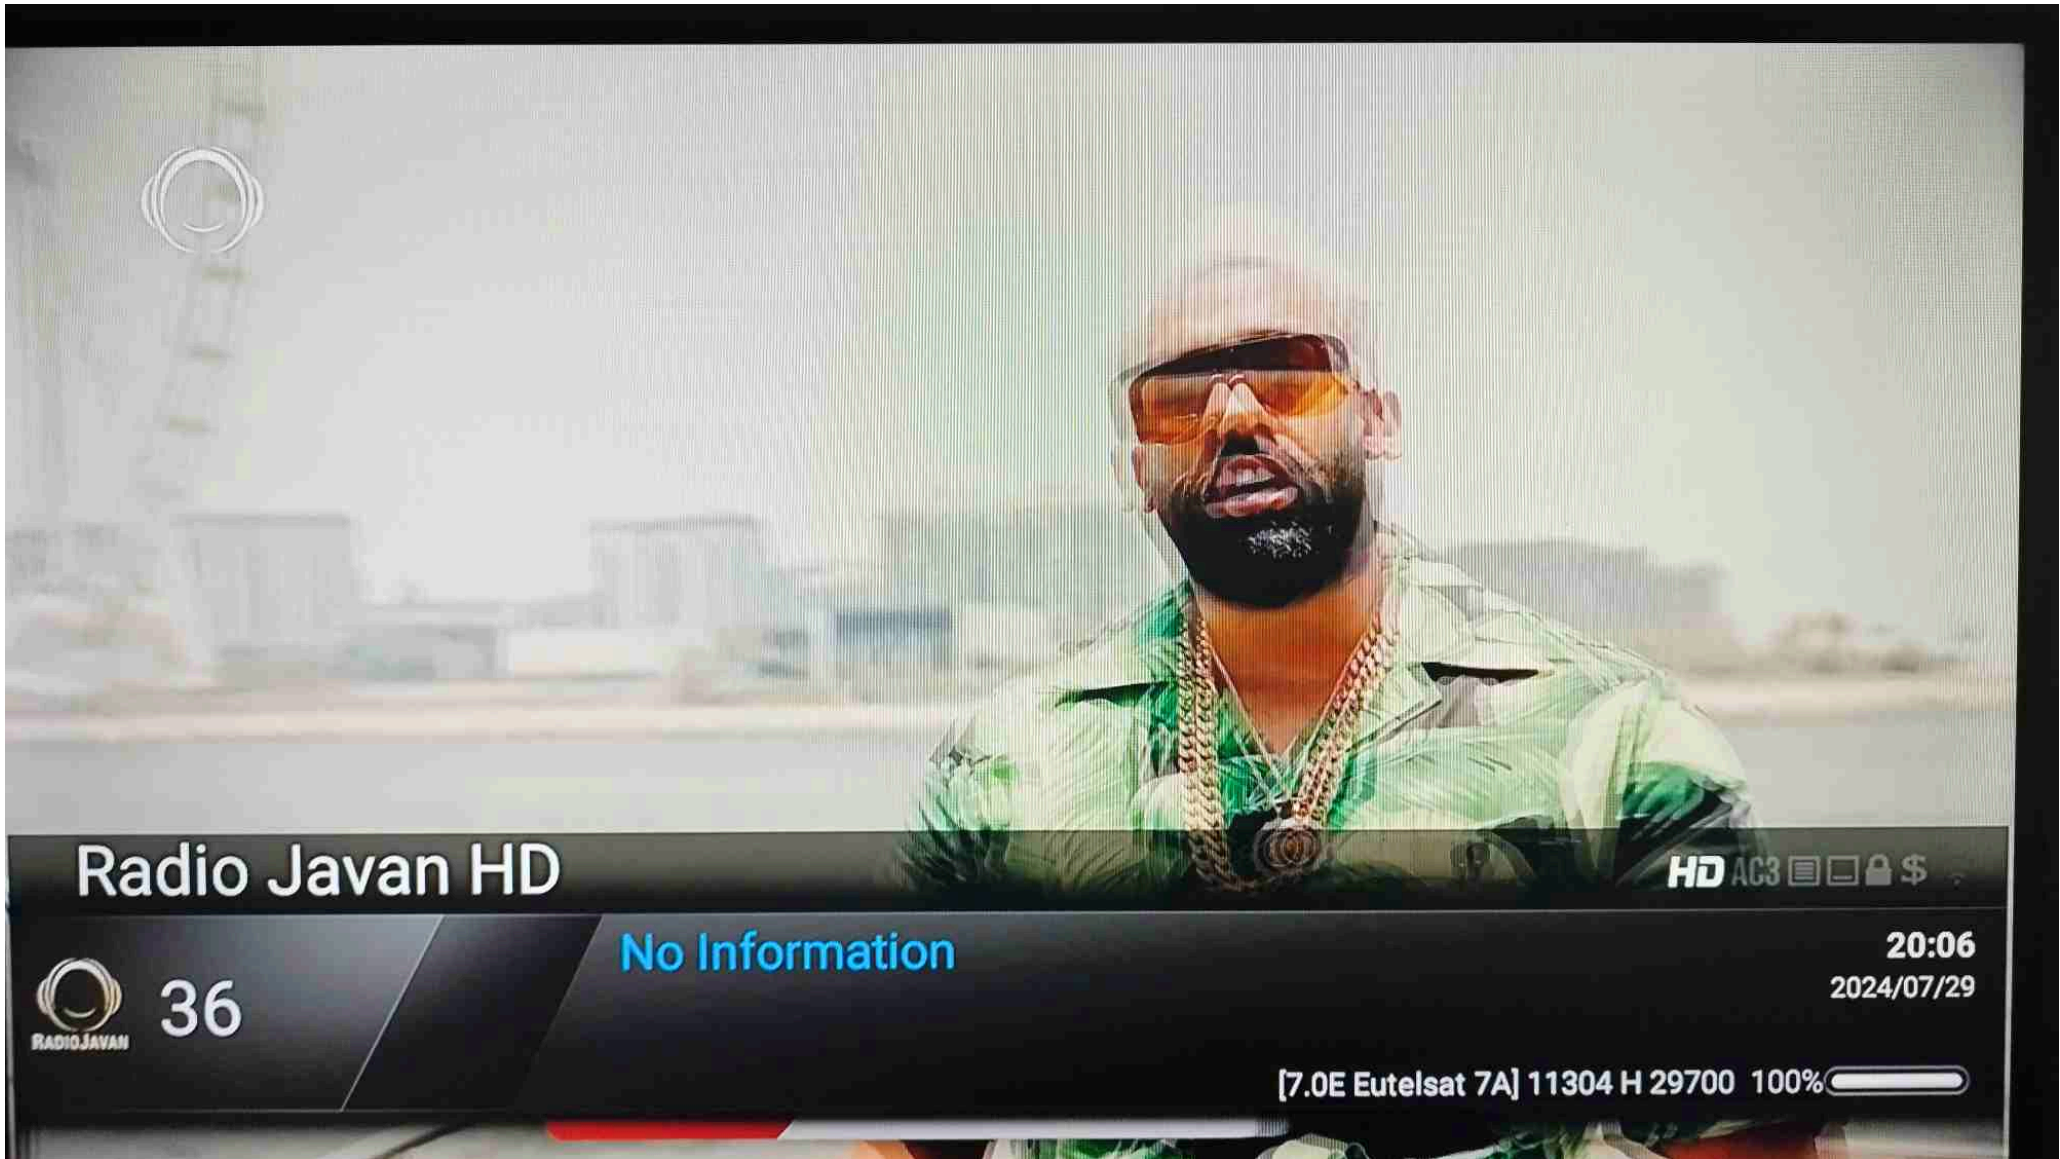 Radio Javan HD
HD AC3 $
RADIOJAVAN
36
No Information
20:06
2024/07/29
[7.0E Eutelsat 7A] 11304 H 29700 100%